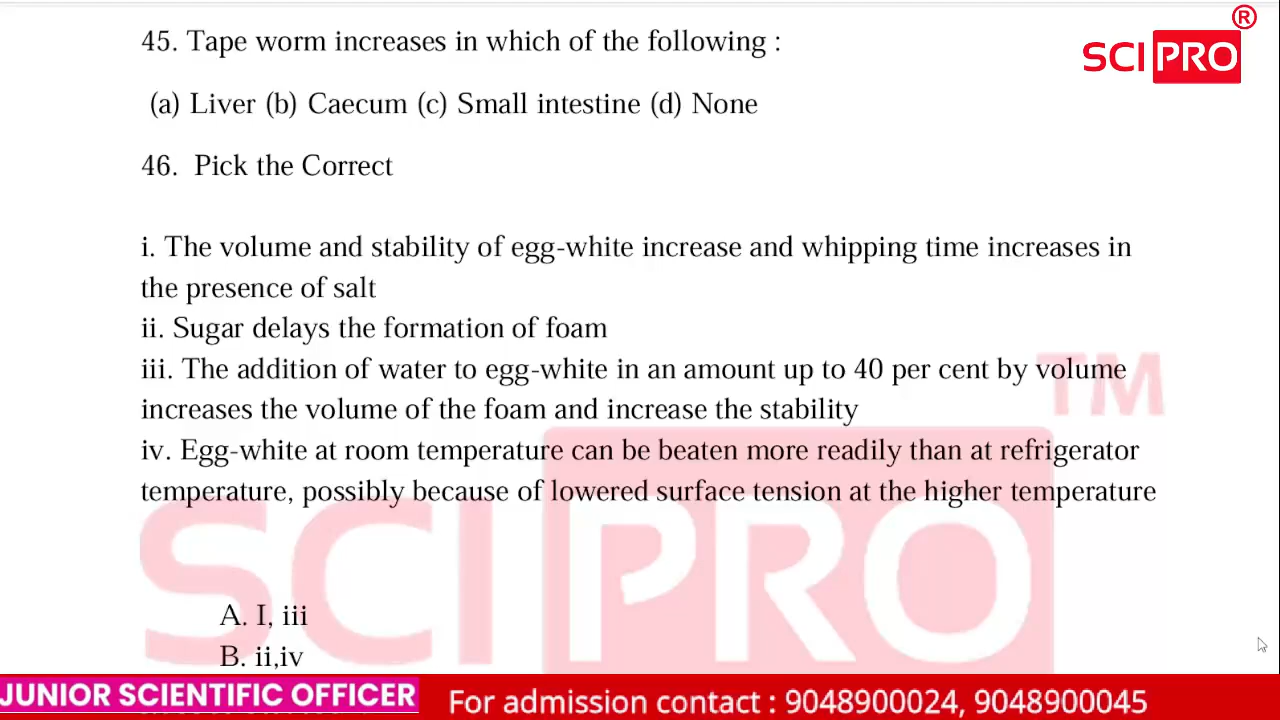 ®
SCIPRO
45. Tape worm increases in which of the following :
(a) Liver (b) Caecum (c) Small intestine (d) None
46. Pick the Correct
i. The volume and stability of egg-white increase and whipping time increases in
the presence of salt
ii. Sugar delays the formation of foam
iii. The addition of water to egg-white in an amount up to 40 per cent by volume
increases the volume of the foam and increase the stability
iv. Egg-white at room temperature can be beaten more readily than at refrigerator
temperature, possibly because of lowered surface tension at the higher temperature
TM
SCIPRO
A. I, iii
B. ii,iv
JUNIOR SCIENTIFIC OFFICER
For admission contact : 9048900024, 9048900045